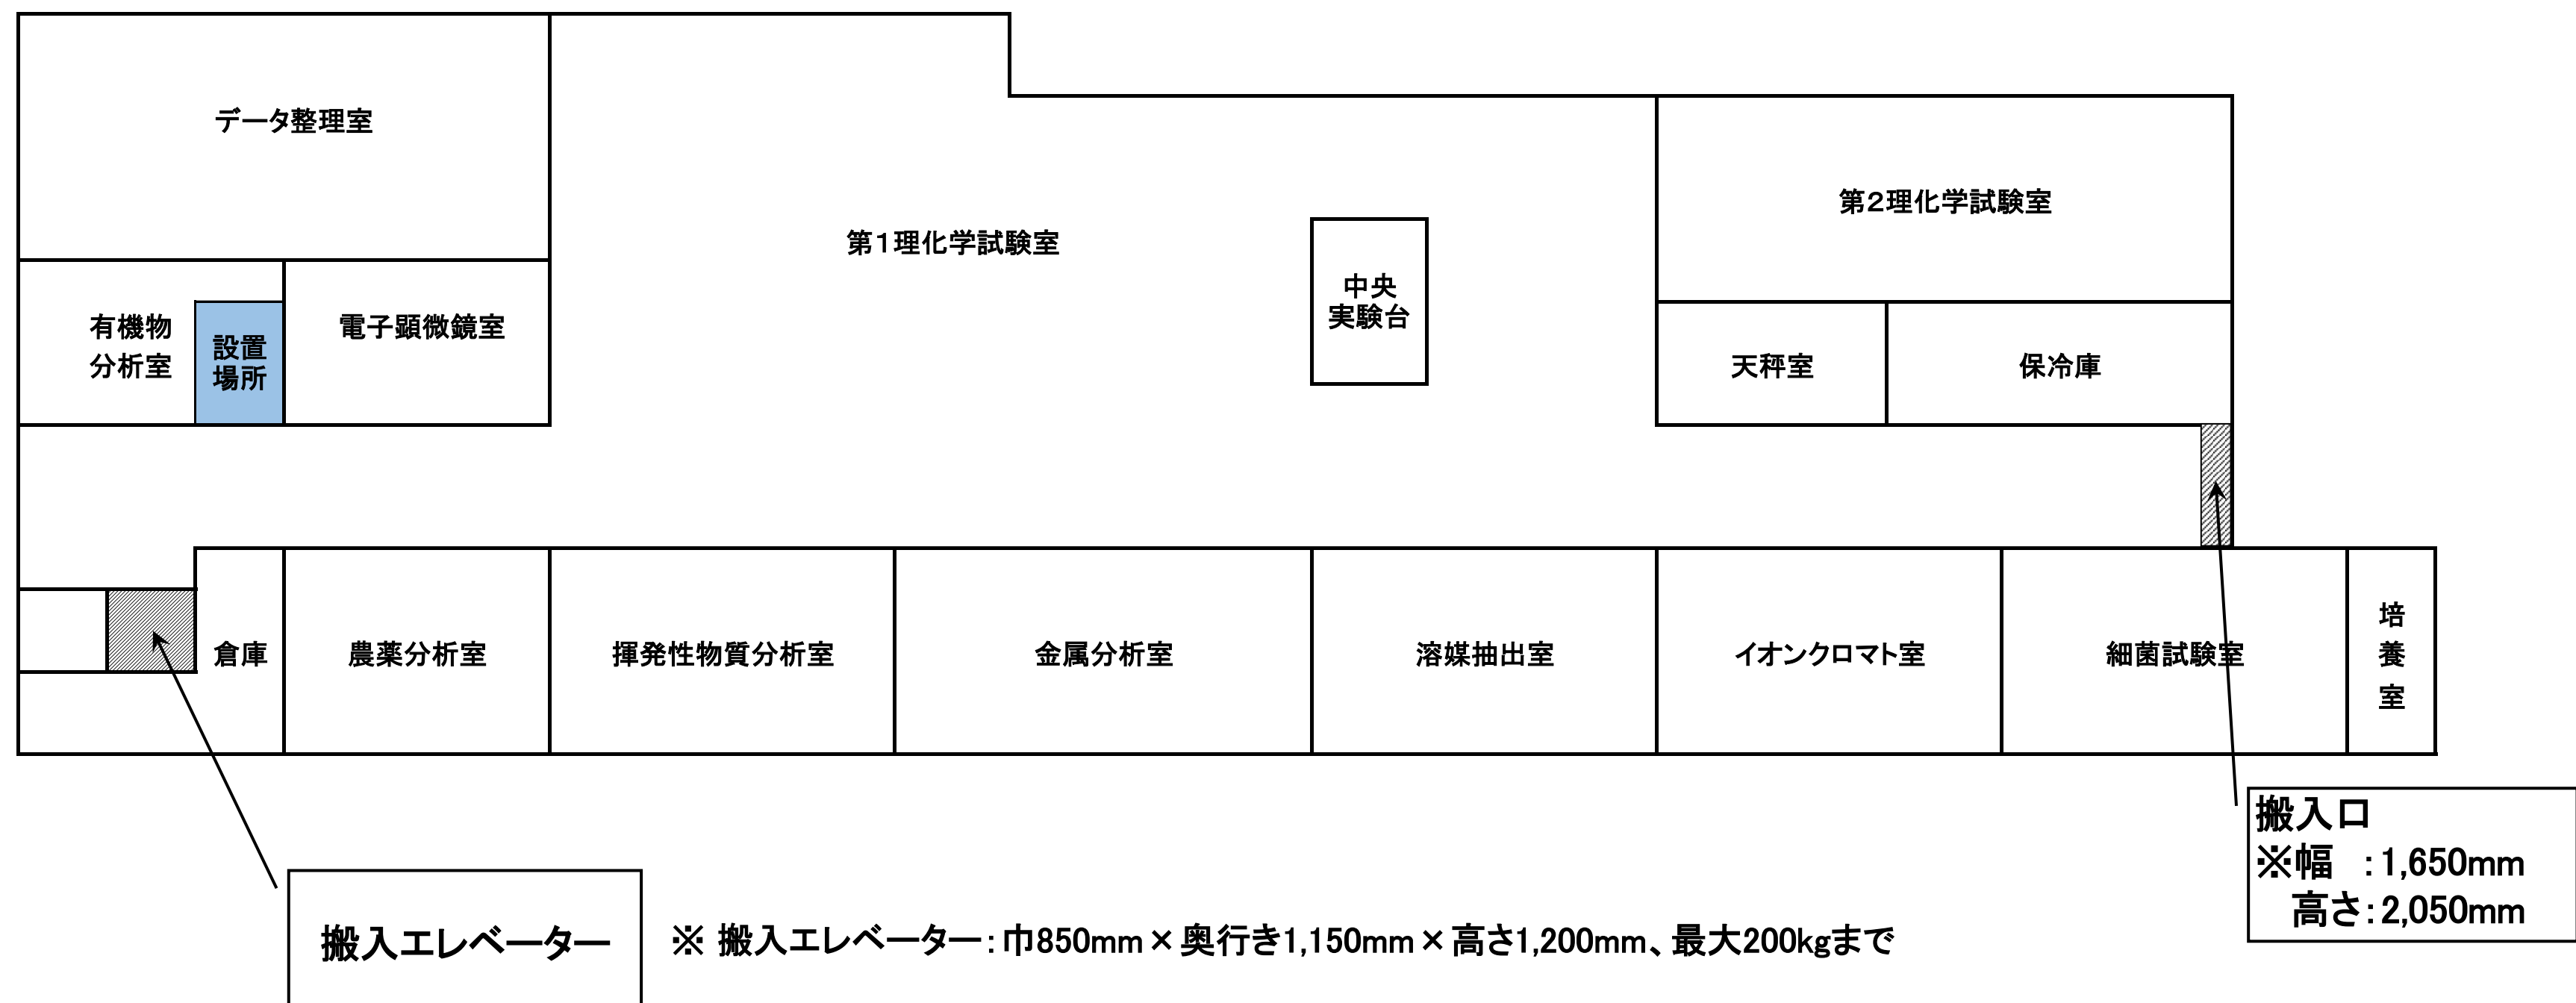 データ整理室
第1理化学試験室
第2理化学試験室
中央
実験台
有機物
分析室
設置
場所
電子顕微鏡室
天秤室
保冷庫
倉庫
農薬分析室
揮発性物質分析室
金属分析室
溶媒抽出室
イオンクロマト室
細菌試験室
培
養
室
搬入口
※幅 ：1,650mm
高さ：2,050mm
搬入エレベーター
※ 搬入エレベーター：巾850mm×奥行き1,150mm×高さ1,200mm、最大200kgまで